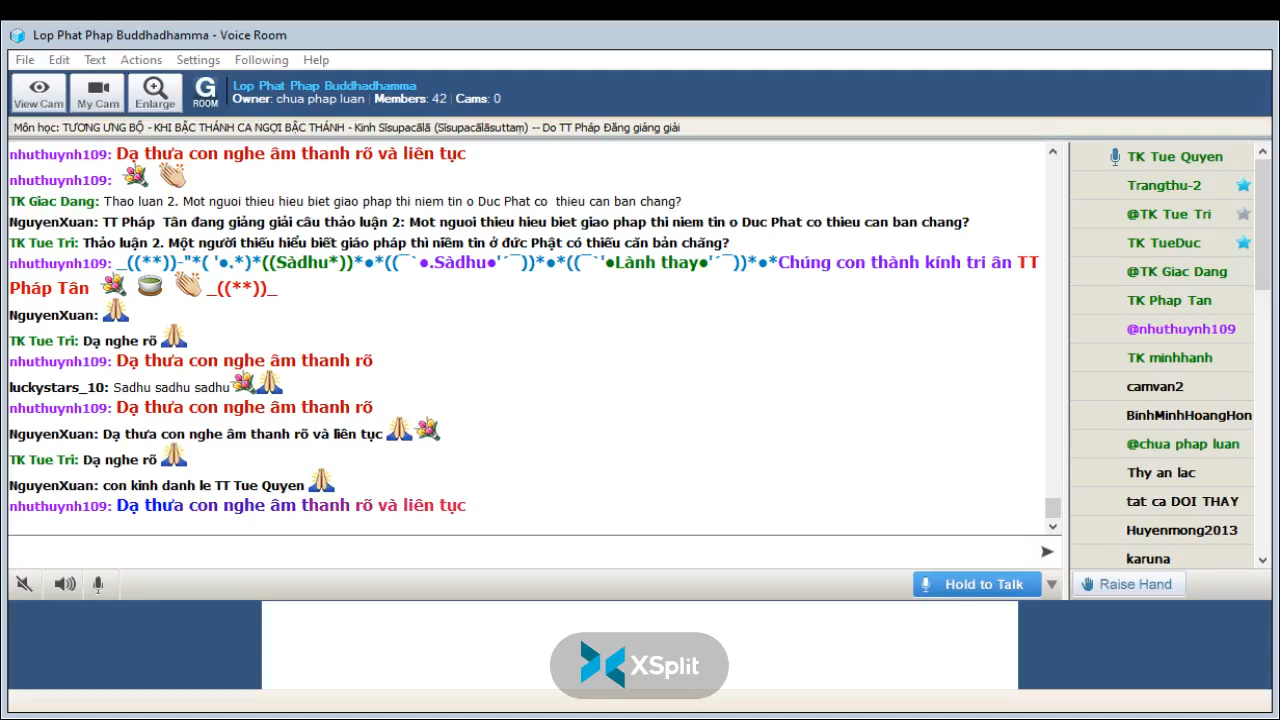 Lop Phat Phap Buddhadhamma - Voice Room
File Edit Text Actions Settings Following Help
View Cam My Cam Enlarge G ROOM
Lop Phat Phap Buddhadhamma
Owner: chua phap luan | Members: 42 | Cams: 0
Môn học: TƯƠNG ƯNG BỘ - KHI BẬC THÁNH CA NGỢI BẬC THÁNH - Kinh Sīsupacālā (Sīsupacālāsuttaṃ) -- Do TT Pháp Đăng giảng giải
nhuthuynh109: Dạ thưa con nghe âm thanh rõ và liên tục
nhuthuynh109:
TK Giac Dang: Thao luan 2. Mot nguoi thieu hieu biet giao phap thi niem tin o Duc Phat co  thieu can ban chang?
NguyenXuan: TT Pháp  Tân đang giảng giải câu thảo luận 2: Mot nguoi thieu hieu biet giao phap thi niem tin o Duc Phat co thieu can ban chang?
TK Tue Tri: Thảo luận 2. Một người thiếu hiểu biết giáo pháp thì niềm tin ở đức Phật có thiếu căn bản chăng?
nhuthuynh109: _((**))-"*( '●.*)*((Sàdhu*))*●*((¯`●.Sàdhu●'´¯))*●*((¯`'●Lành thay●'´¯))*●*Chúng con thành kính tri ân TT
Pháp Tân _((**))_
NguyenXuan:
TK Tue Tri: Dạ nghe rõ
nhuthuynh109: Dạ thưa con nghe âm thanh rõ
luckystars_10: Sadhu sadhu sadhu
nhuthuynh109: Dạ thưa con nghe âm thanh rõ
NguyenXuan: Dạ thưa con nghe âm thanh rõ và liên tục
TK Tue Tri: Dạ nghe rõ
NguyenXuan: con kinh danh le TT Tue Quyen
nhuthuynh109: Dạ thưa con nghe âm thanh rõ và liên tục
TK Tue Quyen
Trangthu-2
@TK Tue Tri
TK TueDuc
@TK Giac Dang
TK Phap Tan
@nhuthuynh109
TK minhhanh
camvan2
BinhMinhHoangHon
@chua phap luan
Thy an lac
tat ca DOI THAY
Huyenmong2013
karuna
Hold to Talk
Raise Hand
XSplit